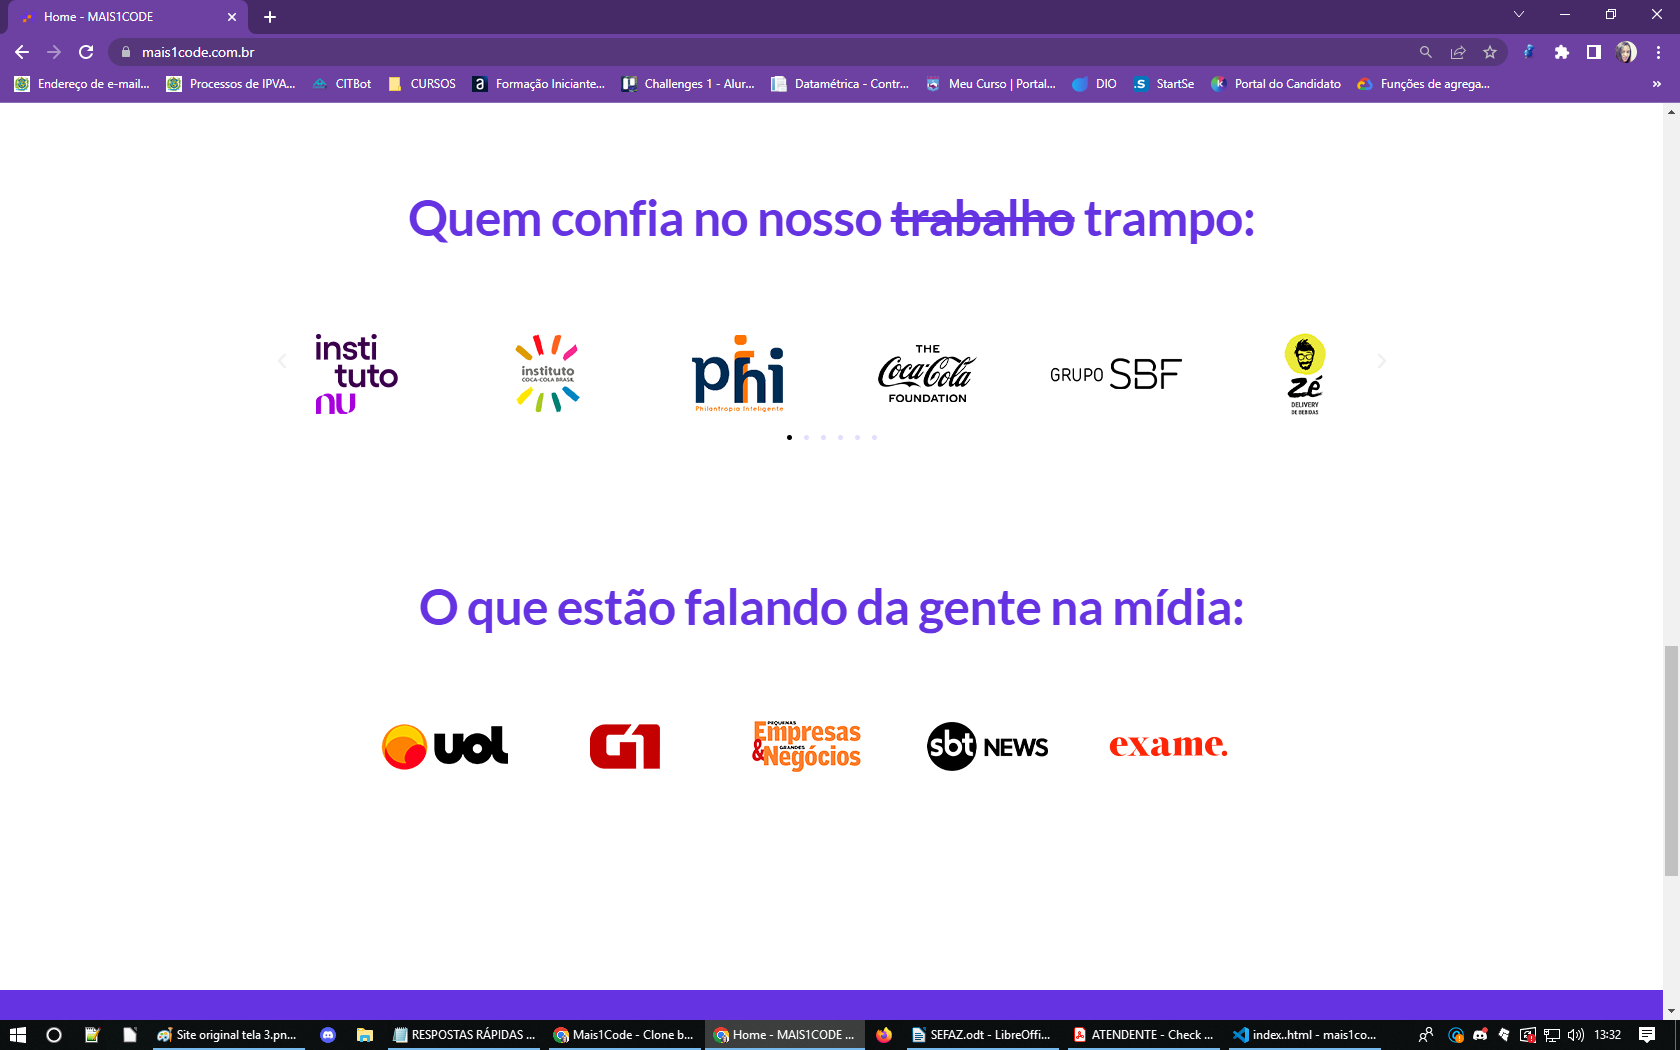 Home - MAIS1CODE
mais1code.com.br
Endereço de e-mail...
Processos de IPVA...
CITBot
CURSOS
Formação Iniciante...
Challenges 1 - Alur...
Datamétrica - Contr...
Meu Curso | Portal...
DIO
StartSe
Portal do Candidato
Funções de agrega...
Quem confia no nosso trabalho trampo:
insti
tuto
nu
instituto
COCA-COLA BRASIL
phi
Philantropia Inteligente
THE
Coca-Cola
FOUNDATION
GRUPO SBF
Zé
DELIVERY
DE BEBIDAS
O que estão falando da gente na mídia:
UOL
G1
PEQUENAS
Empresas
& GRANDES
Negócios
sbt NEWS
exame.
Site original tela 3.pn...
RESPOSTAS RÁPIDAS ...
Mais1Code - Clone b...
Home - MAIS1CODE ...
SEFAZ.odt - LibreOffi...
ATENDENTE - Check ...
index..html - mais1co...
13:32